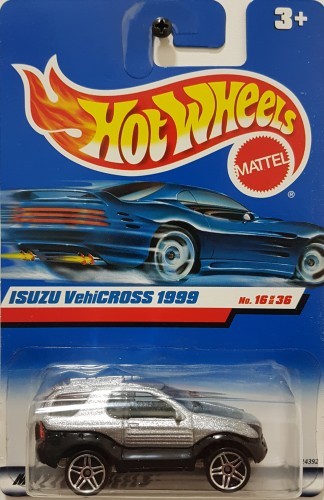 3+
Hot Wheels
MATTEL
®
ISUZU VehiCROSS 1999
No. 16 OF 36